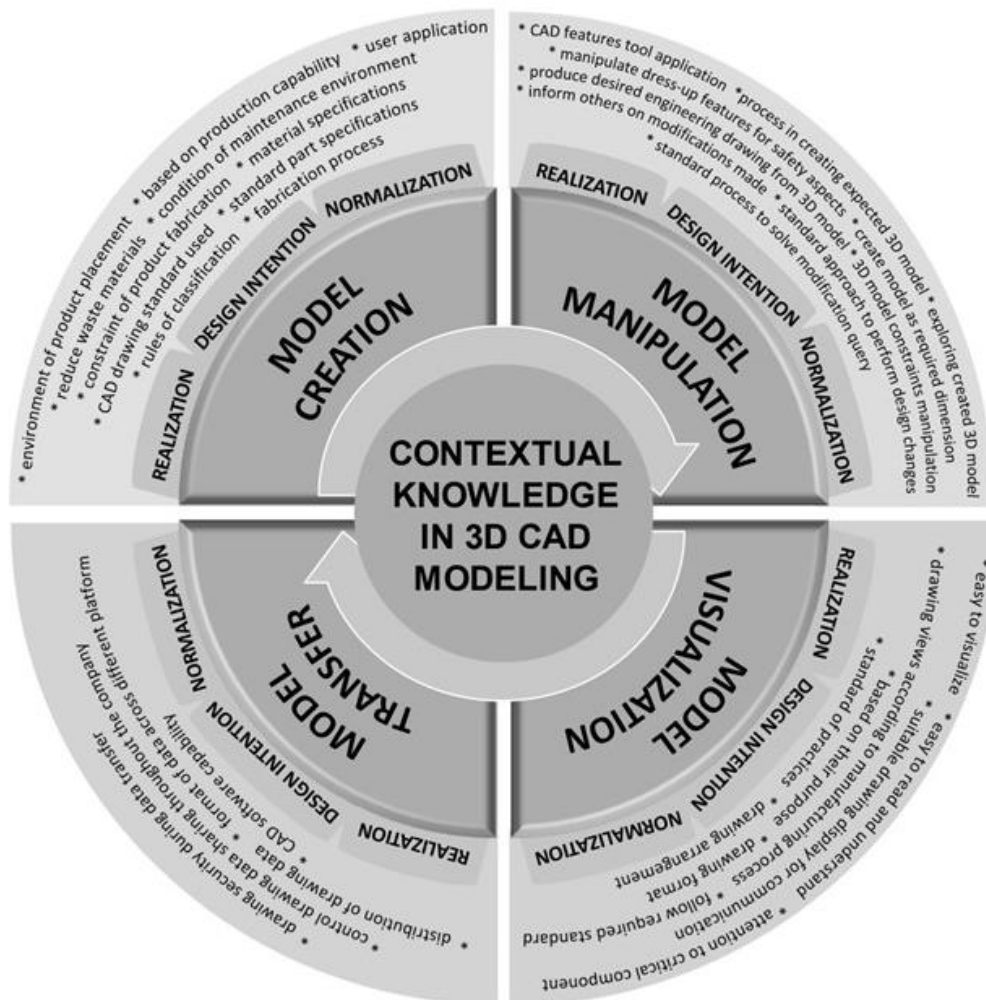 CONTEXTUAL
KNOWLEDGE
IN 3D CAD
MODELING
MODEL
CREATION
REALIZATION
DESIGN INTENTION
NORMALIZATION
* environment of product placement * based on production capability * user application
* reduce waste materials * condition of maintenance environment
* constraint of product fabrication * material specifications
* CAD drawing standard used * standard part specifications
* rules of classification * fabrication process
MODEL
MANIPULATION
REALIZATION
DESIGN INTENTION
NORMALIZATION
* CAD features tool application * process in creating expected 3D model * exploring created 3D model
* manipulate dress-up features for safety aspects * create model as required dimension
* produce desired engineering drawing from 3D model * 3D model constraints manipulation
* inform others on modifications made * standard approach to perform design changes
* standard process to solve modification query
MODEL
VISUALIZATION
REALIZATION
DESIGN INTENTION
NORMALIZATION
* easy to visualize * easy to read and understand * attention to critical component
* drawing views according to manufacturing process * follow required standard
* suitable drawing display for communication
* based on their purpose * drawing format
standard of practices * drawing arrangement
MODEL
TRANSFER
REALIZATION
DESIGN INTENTION
NORMALIZATION
* distribution of drawing data across different platform
* control drawing data sharing throughout the company
* drawing security during data transfer
* drawing data * format of data
* CAD software capability